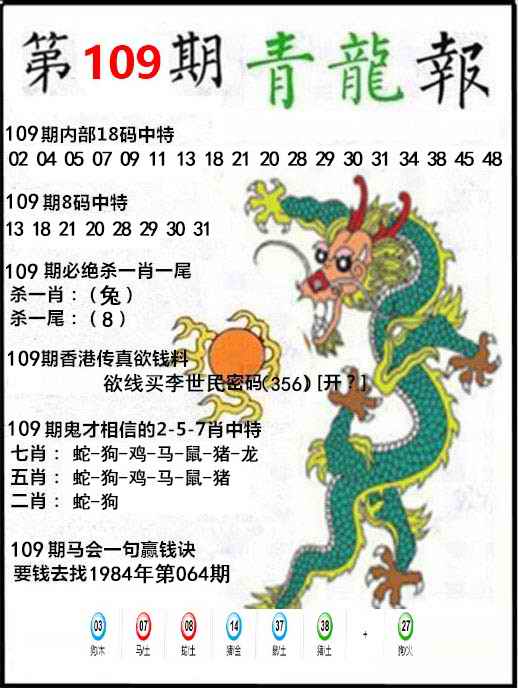 第109期 青龍報
109期内部18码中特
02 04 05 07 09 11 13 18 21 20 28 29 30 31 34 38 45 48
109期8码中特
13 18 21 20 28 29 30 31
109 期必绝杀一肖一尾
杀一肖：(兔)
杀一尾：(8)
109期香港传真欲钱料
欲线买李世民密码(356) [开？]
109期鬼才相信的2-5-7肖中特
七肖： 蛇-狗-鸡-马-鼠-猪-龙
五肖： 蛇-狗-鸡-马-鼠-猪
二肖： 蛇-狗
109期马会一句赢钱诀
要钱去找1984年第064期
03 07 08 14 37 38 + 27
狗/木 马/土 蛇/土 猪/金 鼠/土 猪/土 狗/火